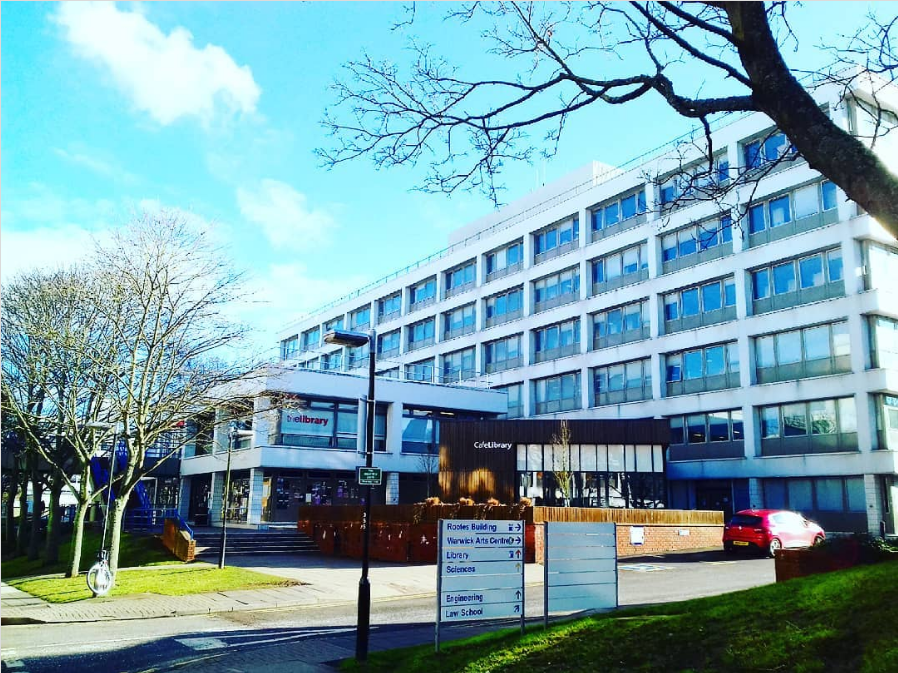 theLibrary
CafeLibrary
Rootes Building
Warwick Arts Centre
Library
Sciences
Engineering
Law School